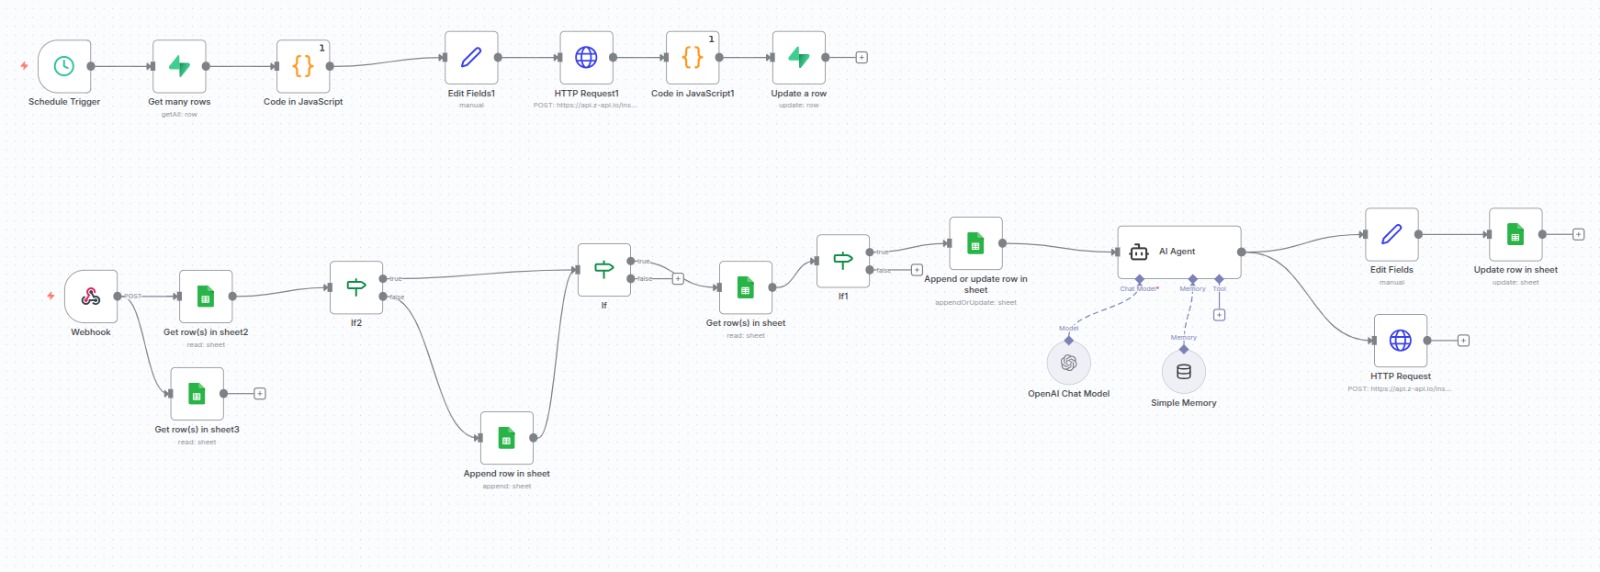 1
1
Schedule Trigger
Get many rows
getAll: row
Code in JavaScript
Edit Fields1
manual
HTTP Request1
POST: https://api.z-api.io/ins...
Code in JavaScript1
Update a row
update: row
Webhook
POST
Get row(s) in sheet2
read: sheet
Get row(s) in sheet3
read: sheet
true
false
If2
Append row in sheet
append: sheet
true
false
If
Get row(s) in sheet
read: sheet
true
false
If1
Append or update row in
sheet
appendOrUpdate: sheet
AI Agent
Chat Model*
Memory
Tool
Model
OpenAI Chat Model
Memory
Simple Memory
Edit Fields
manual
Update row in sheet
update: sheet
HTTP Request
POST: https://api.z-api.io/ins...